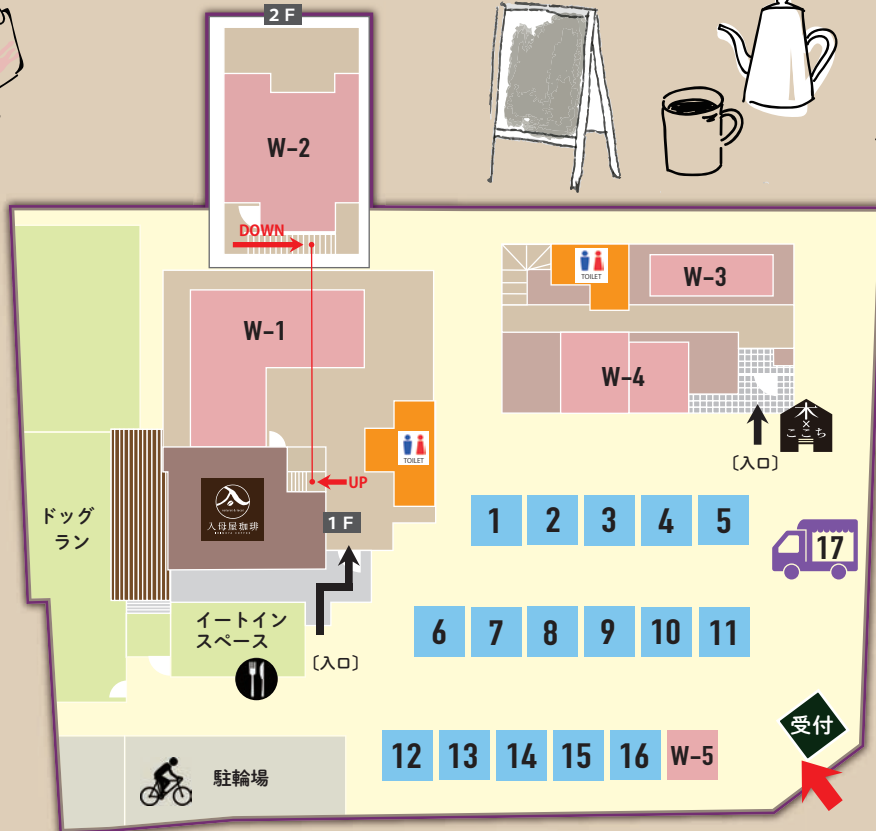 2F
W-2
DOWN
W-1
TOILET
UP
1F
入母屋珈琲
ドッグ
ラン
イートイン
スペース
〔入口〕
駐輪場
TOILET
W-3
W-4
木
×
ここち
〔入口〕
1 2 3 4 5
17
6 7 8 9 10 11
12 13 14 15 16 W-5
受付